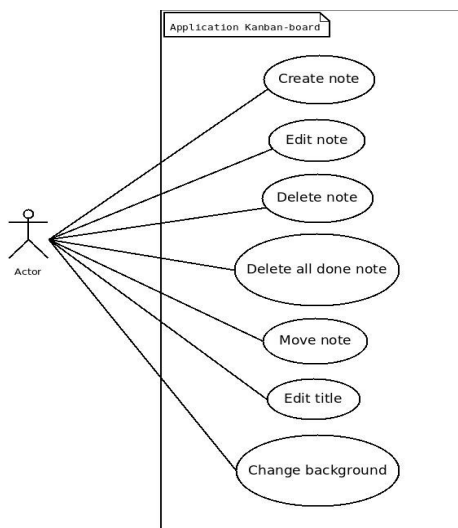 Application Kanban-board
Create note
Edit note
Delete note
Delete all done note
Actor
Move note
Edit title
Change background